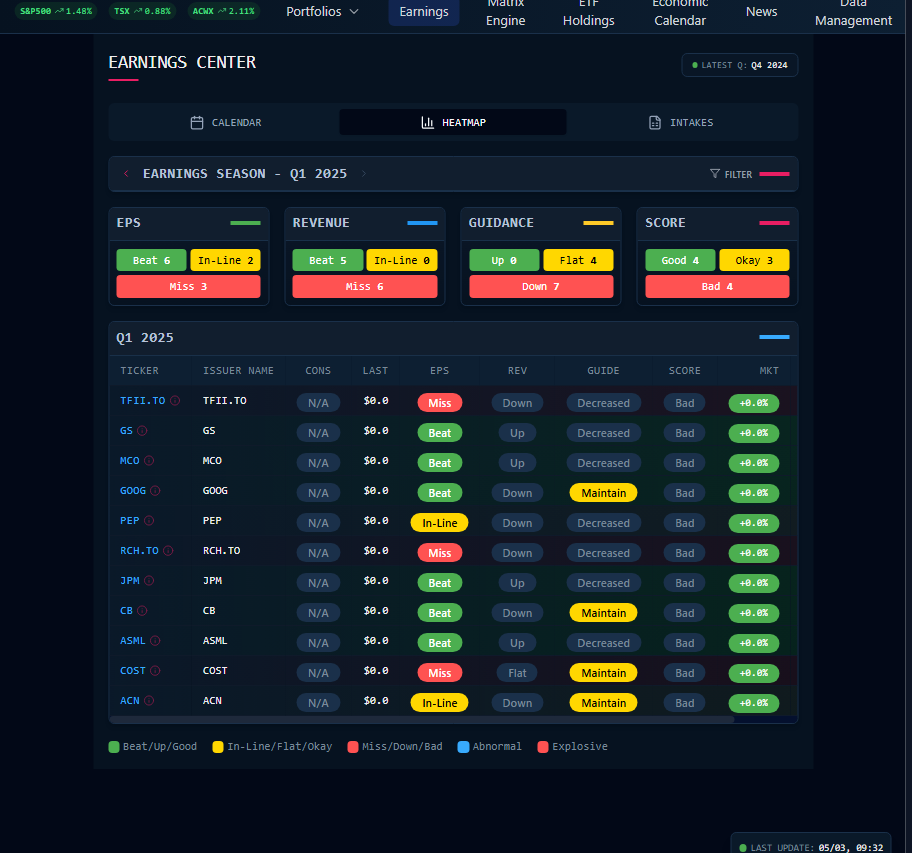 S&P500 1.48% TSX 0.88% ACWX 2.11% Portfolios Earnings Matrix Engine ETF Holdings Economic Calendar News Data Management
EARNINGS CENTER
LATEST Q: Q4 2024
CALENDAR HEATMAP INTAKES
EARNINGS SEASON - Q1 2025 FILTER
EPS REVENUE GUIDANCE SCORE
Beat 6 In-Line 2 Beat 5 In-Line 0 Up 0 Flat 4 Good 4 Okay 3
Miss 3 Miss 6 Down 7 Bad 4
Q1 2025
TICKER ISSUER NAME CONS LAST EPS REV GUIDE SCORE MKT
TFII.TO TFII.TO N/A $0.0 Miss Down Decreased Bad +0.0%
GS GS N/A $0.0 Beat Up Decreased Bad +0.0%
MCO MCO N/A $0.0 Beat Up Decreased Bad +0.0%
GOOG GOOG N/A $0.0 Beat Down Maintain Bad +0.0%
PEP PEP N/A $0.0 In-Line Down Decreased Bad +0.0%
RCH.TO RCH.TO N/A $0.0 Miss Down Decreased Bad +0.0%
JPM JPM N/A $0.0 Beat Up Decreased Bad +0.0%
CB CB N/A $0.0 Beat Down Maintain Bad +0.0%
ASML ASML N/A $0.0 Beat Up Decreased Bad +0.0%
COST COST N/A $0.0 Miss Flat Maintain Bad +0.0%
ACN ACN N/A $0.0 In-Line Down Maintain Bad +0.0%
Beat/Up/Good In-Line/Flat/Okay Miss/Down/Bad Abnormal Explosive
LAST UPDATE: 05/03, 09:32